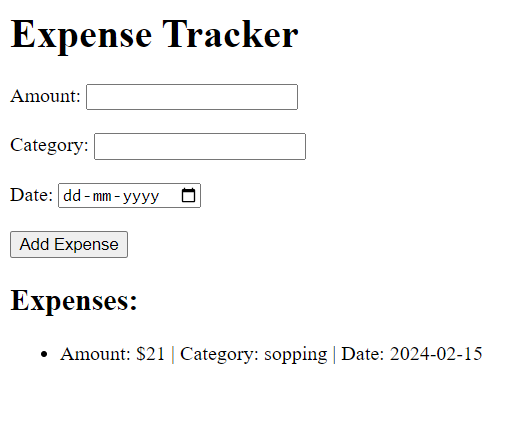 Expense Tracker
Amount:
Category:
Date: dd-mm-yyyy
Add Expense
Expenses:
• Amount: $21 | Category: sopping | Date: 2024-02-15